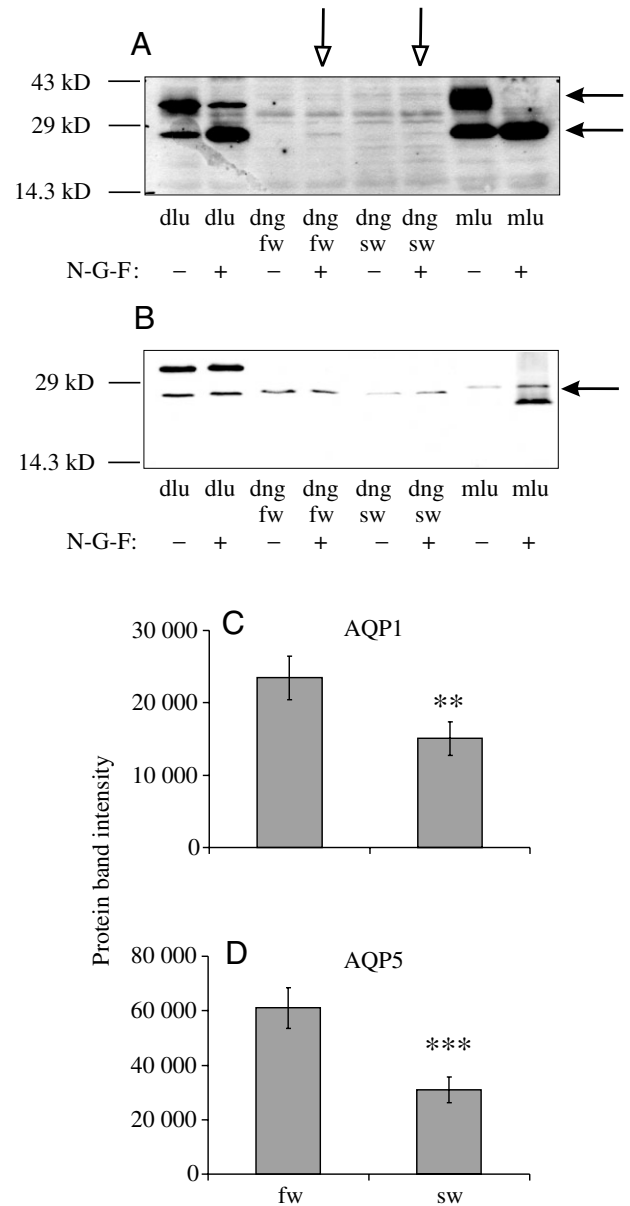 A
43 kD
29 kD
14.3 kD
dlu dlu dng dng dng dng mlu mlu
fw fw sw sw
N-G-F: – + – + – + – +
B
29 kD
14.3 kD
dlu dlu dng dng dng dng mlu mlu
fw fw sw sw
N-G-F: – + – + – + – +
Protein band intensity
C AQP1
30 000
20 000
**
10 000
0
D AQP5
80 000
60 000
40 000
***
20 000
0
fw sw